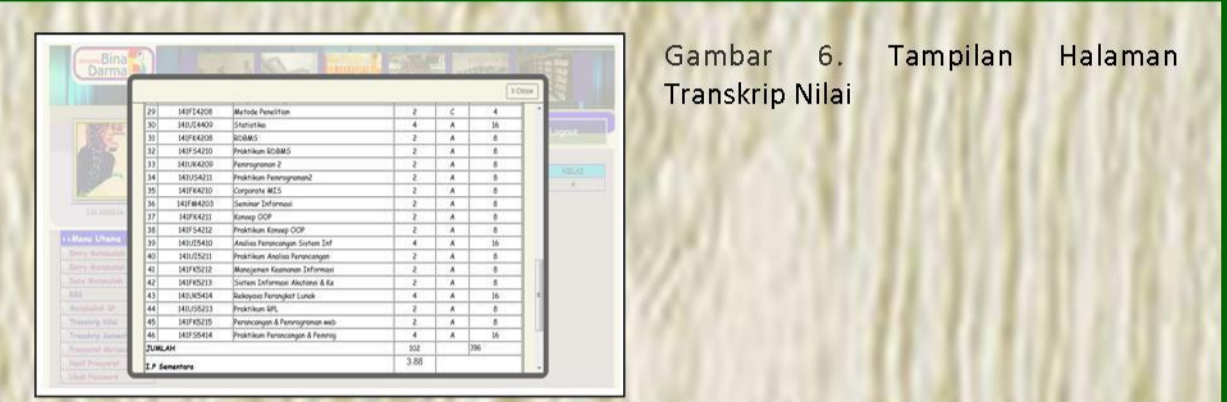 Gambar 6. Tampilan Halaman
Transkrip Nilai
Bina
Darma
X Close
29 141FI4208 Metode Penelitian 2 C 4
30 141UI4409 Statistika 4 A 16
31 141FK4208 RDBMS 2 A 8
32 141FS4210 Praktikum RDBMS 2 A 8
33 141UK4209 Pemrograman 2 2 A 8
34 141US4211 Praktikum Pemrograman2 2 A 8
35 141FK4210 Corporate MIS 2 A 8
36 141FM4203 Seminar Informasi 2 A 8
37 141FK4211 Konsep OOP 2 A 8
38 141FS4212 Praktikum Konsep OOP 2 A 8
39 141UI5410 Analisa Perancangan Sistem Inf 4 A 16
40 141UI5211 Praktikum Analisa Perancangan 2 A 8
41 141FK5212 Manajemen Keamanan Informasi 2 A 8
42 141FK5213 Sistem Informasi Akutansi & Ke 2 A 8
43 141UK5414 Rekayasa Perangkat Lunak 4 A 16
44 141US5213 Praktikum RPL 2 A 8
45 141FK5215 Perancangan & Pemrograman web 2 A 8
46 141FS5414 Praktikum Perancangan & Pemrog 4 A 16
JUMLAH 102 396
I.P Sementara 3.88
Logout
NILAI
Menu Utama
KRS
Transkrip Nilai
Ubah Password